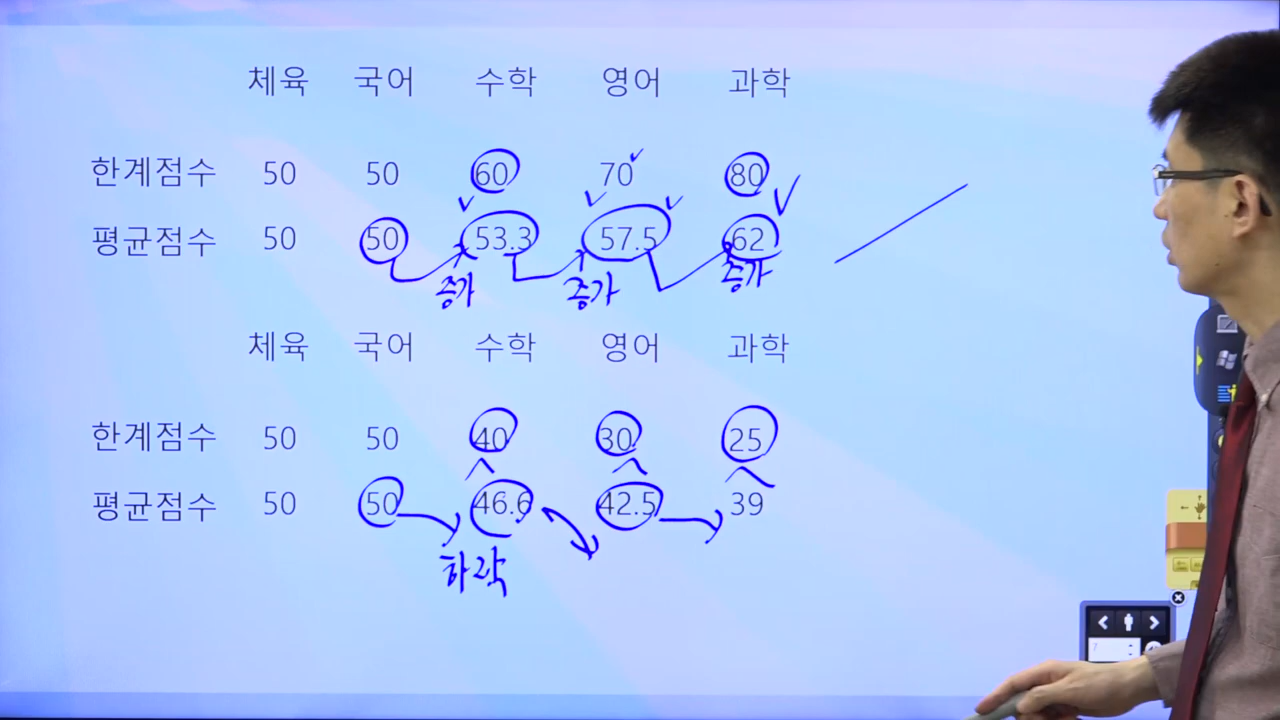 체육 국어 수학 영어 과학
한계점수 50 50 60 70 80
평균점수 50 50 53.3 57.5 62
증가 증가 증가
체육 국어 수학 영어 과학
한계점수 50 50 40 30 25
평균점수 50 50 46.6 42.5 39
하락